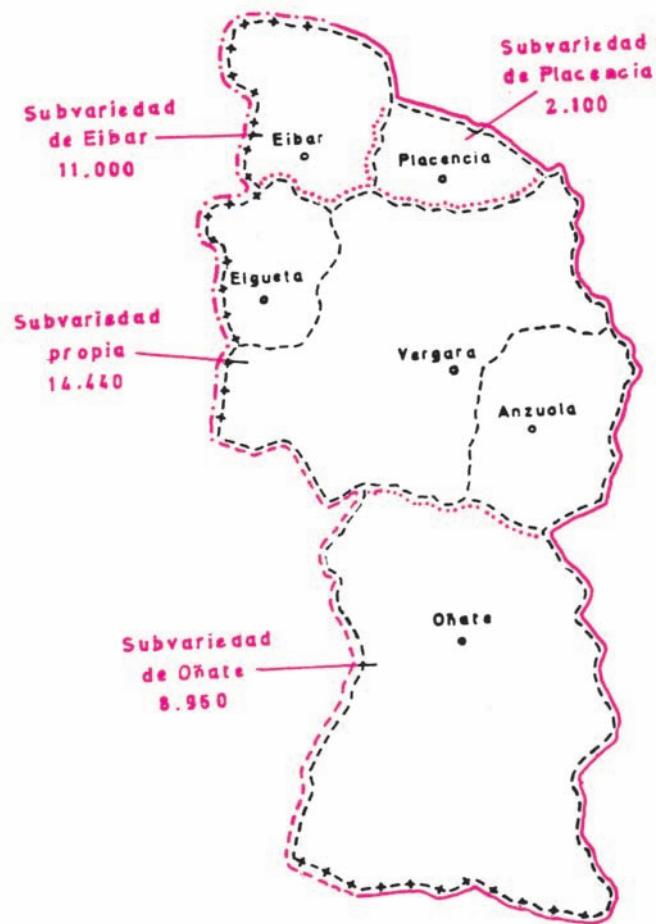 Subvariedad
de Placencia
2.100
Subvariedad
de Eibar
11.000
Eibar
Placencia
Elgueta
Subvariedad
propia
14.440
Vergara
Anzuola
Oñate
Subvariedad
de Oñate
8.960